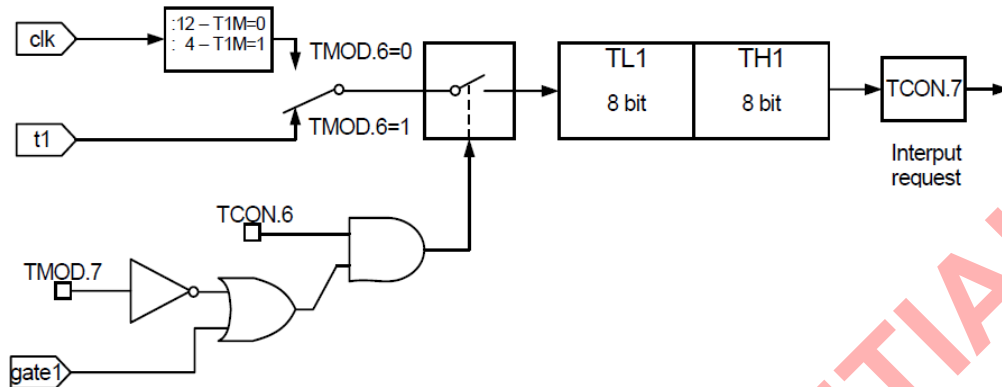 clk
:12 – T1M=0
: 4 – T1M=1
TMOD.6=0
TMOD.6=1
t1
TL1
8 bit
TH1
8 bit
TCON.7
Interput
request
TCON.6
TMOD.7
gate1